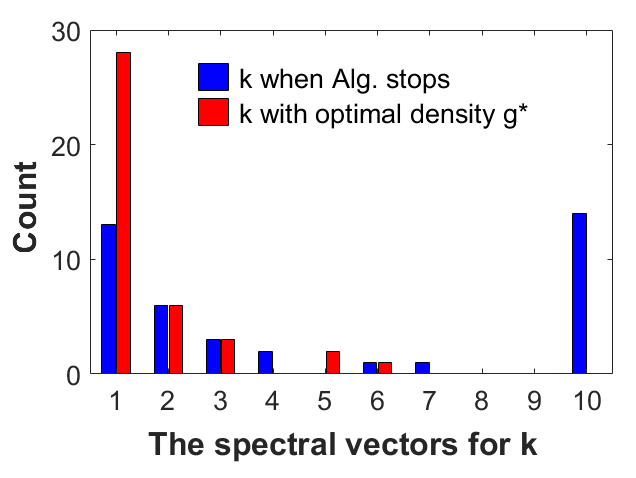 30
k when Alg. stops
k with optimal density g*
20
Count
10
0
1 2 3 4 5 6 7 8 9 10
The spectral vectors for k